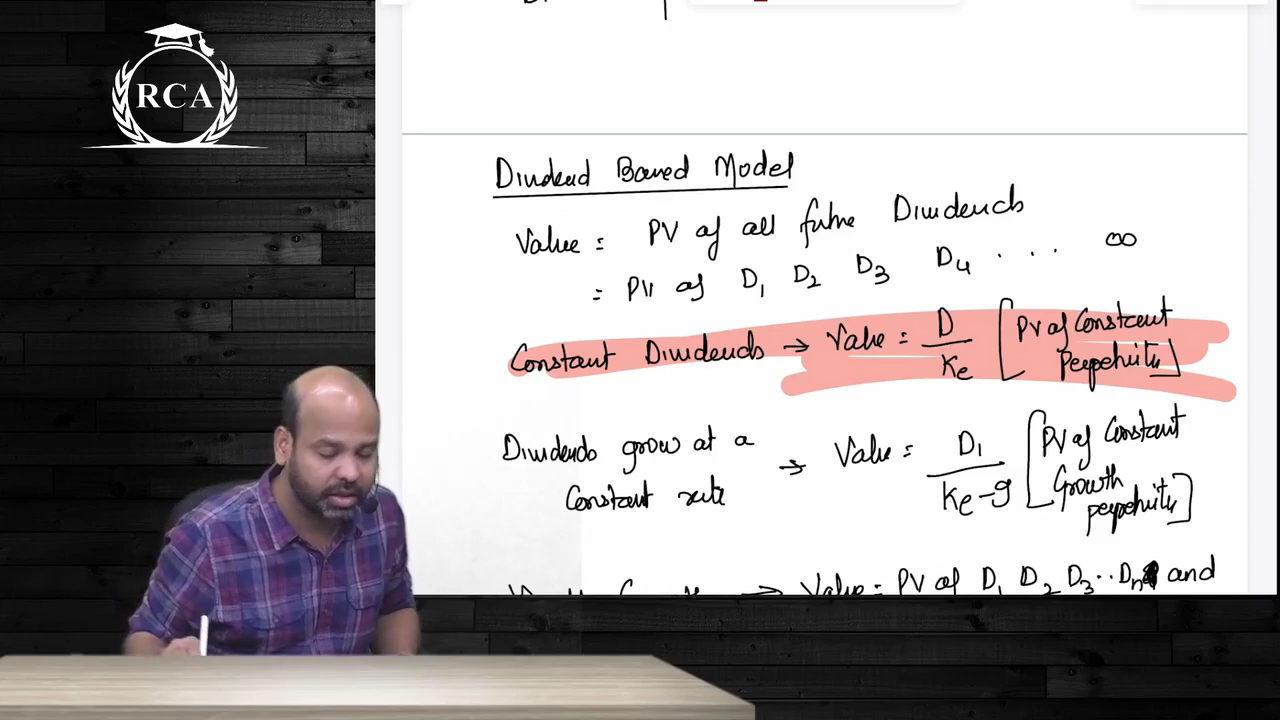 RCA
Dividend Based Model
Value = PV of all future Dividends
= PV of D1 D2 D3 D4 . . . ∞
Constant Dividends → Value = D / Ke [PV of Constant Perpetuity]
Dividends grow at a Constant rate → Value = D1 / Ke-g [PV of Constant Growth perpetuity]
→ Value = PV of D1 D2 D3 .. Dn and